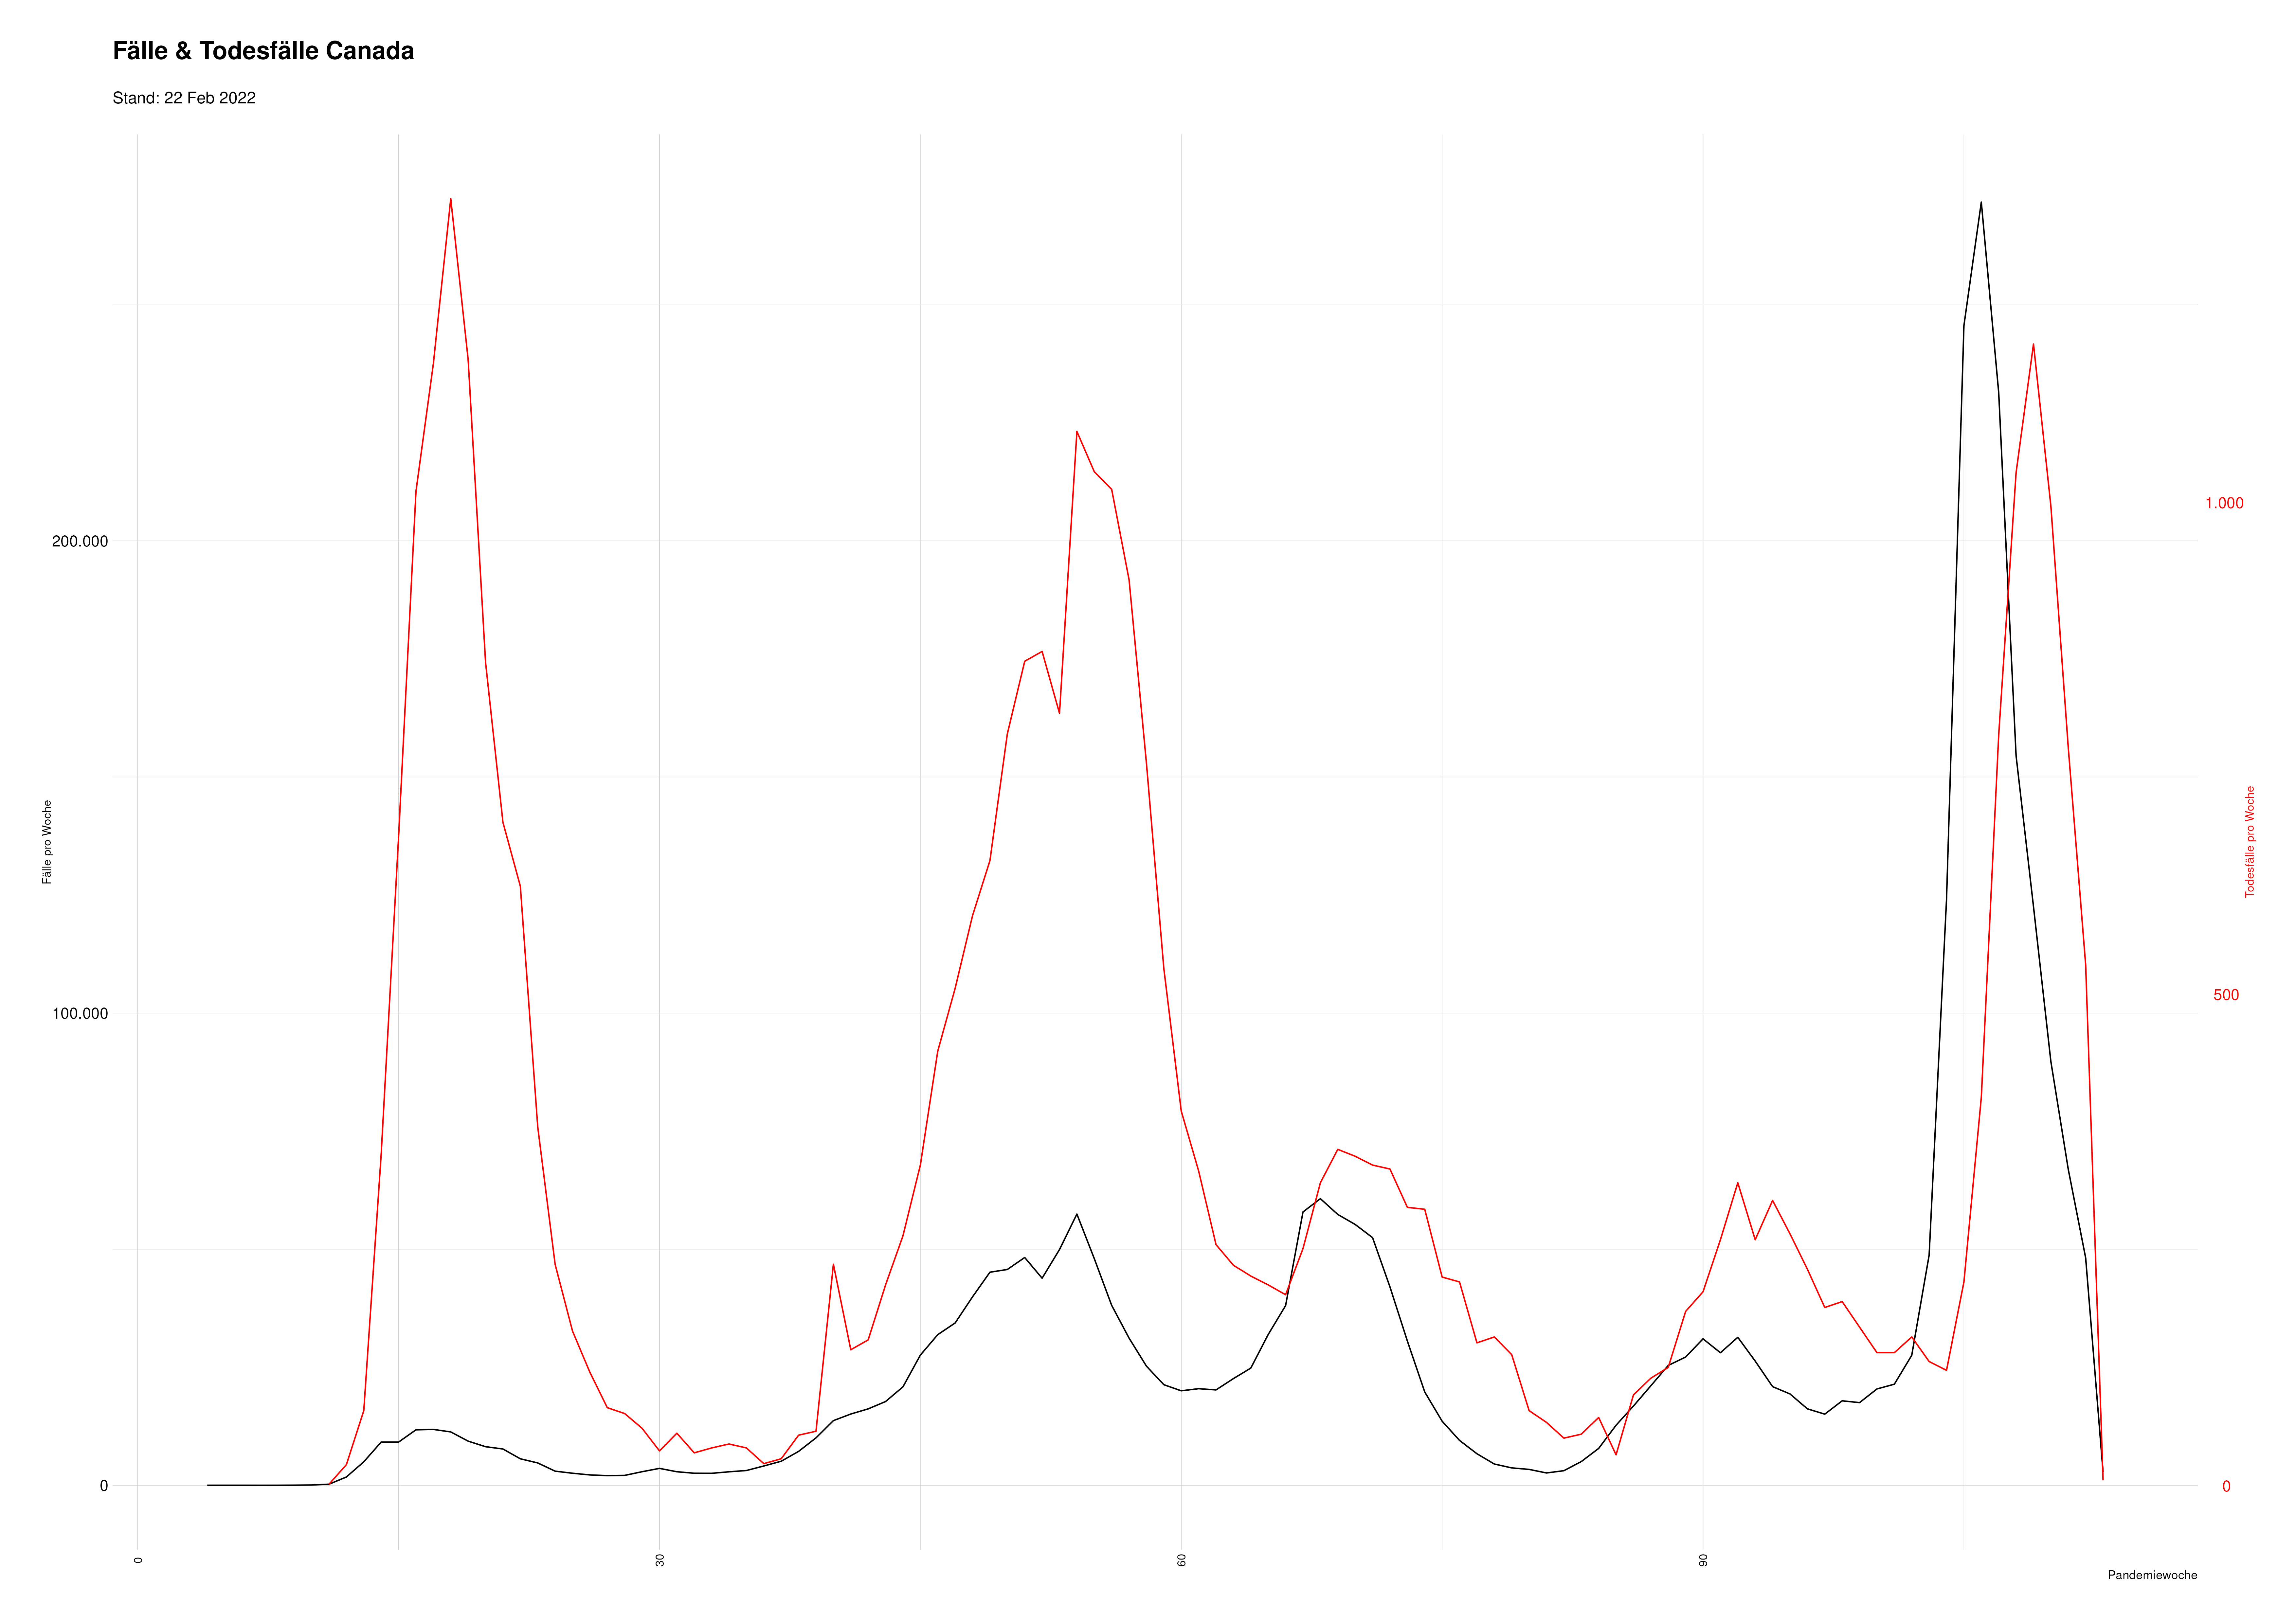 Fälle & Todesfälle Canada
Stand: 22 Feb 2022
200.000
100.000
0
Fälle pro Woche
1.000
500
0
Todesfälle pro Woche
0
30
60
90
Pandemiewoche